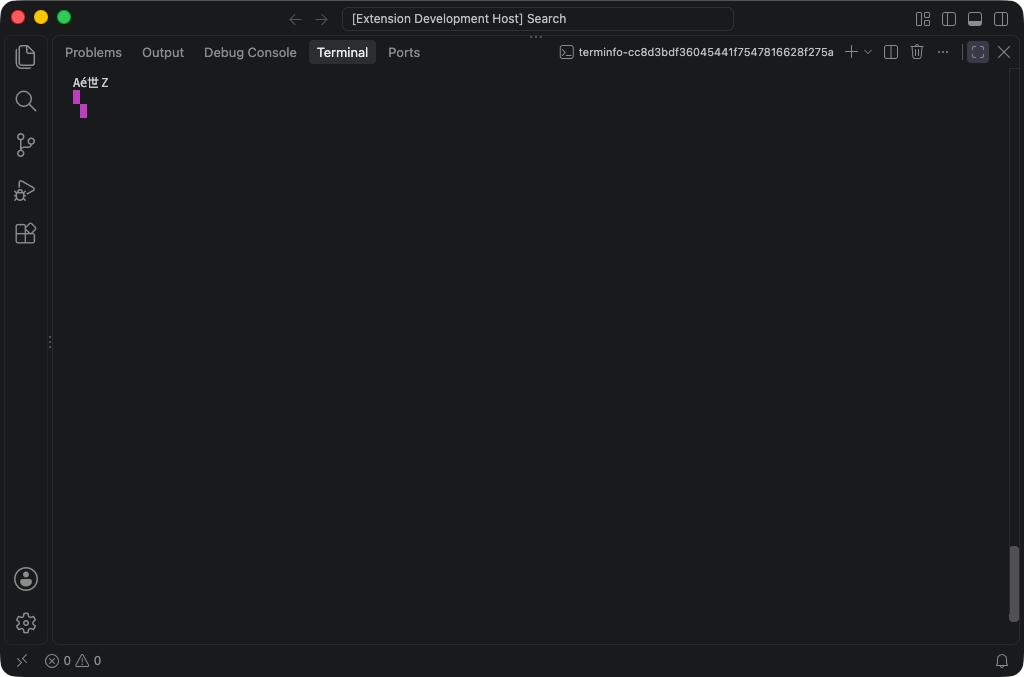 [Extension Development Host] Search
Problems Output Debug Console Terminal Ports terminfo-cc8d3bdf36045441f7547816628f275a
Aé世 Z
0 0